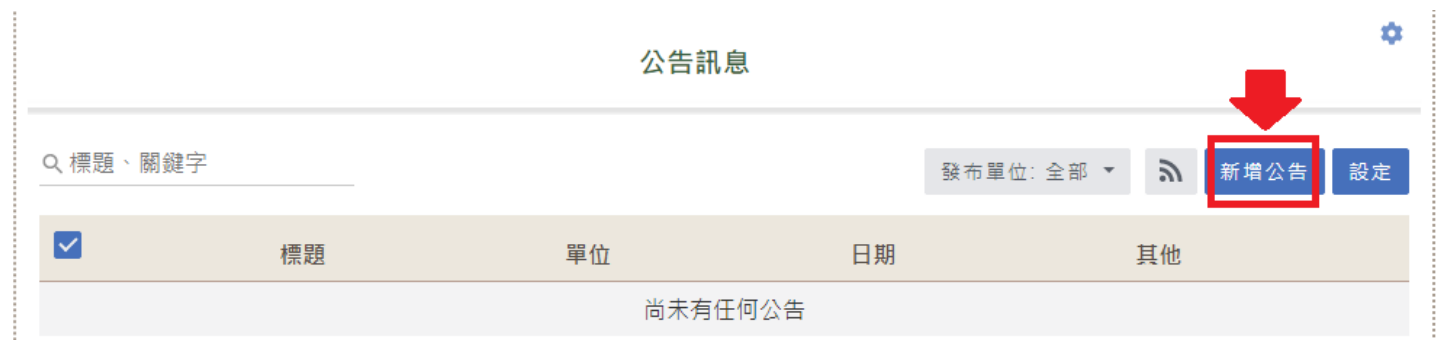 公告訊息
標題、關鍵字
發布單位: 全部
新增公告
設定
標題 單位 日期 其他
尚未有任何公告